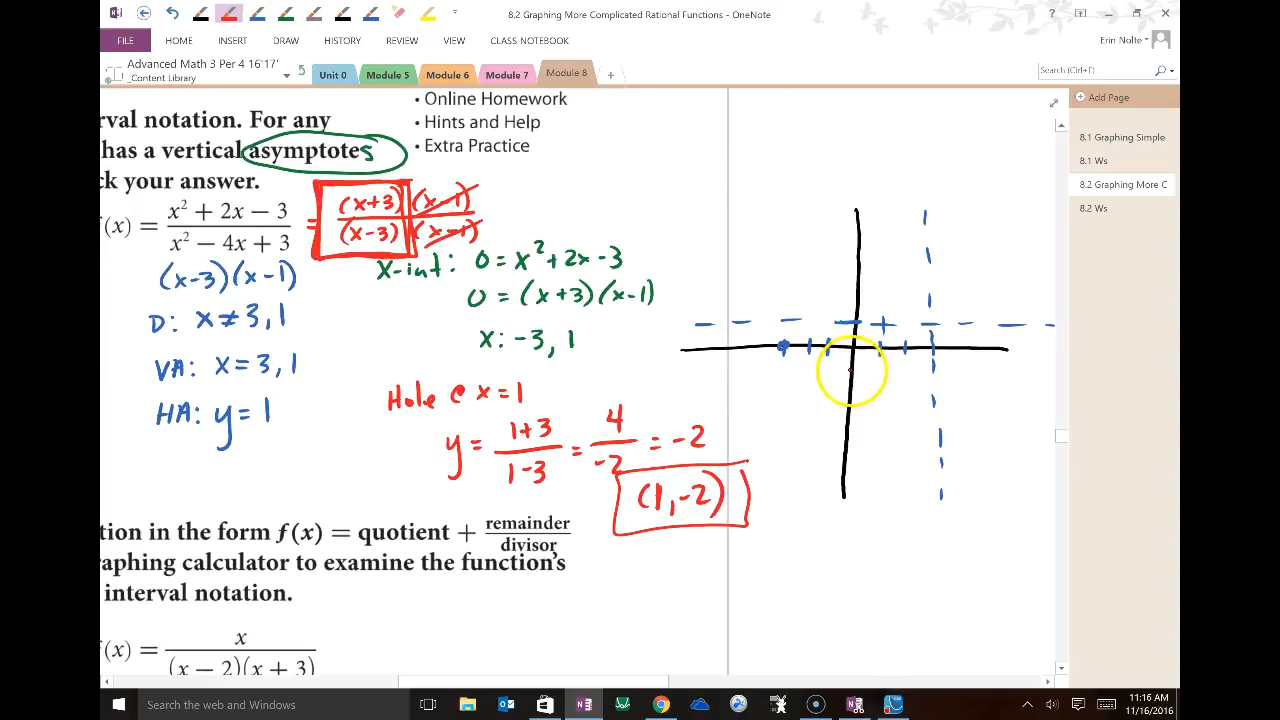 8.2 Graphing More Complicated Rational Functions - OneNote
FILE HOME INSERT DRAW HISTORY REVIEW VIEW CLASS NOTEBOOK
Erin Nolte
Advanced Math 3 Per 4 16'17'
_Content Library
Unit 0 Module 5 Module 6 Module 7 Module 8
Search (Ctrl+E)
Add Page
8.1 Graphing Simple
8.1 Ws
8.2 Graphing More C
8.2 Ws
• Online Homework
• Hints and Help
• Extra Practice
rval notation. For any
has a vertical asymptotes
ck your answer.
f(x) = x² + 2x − 3 / x² − 4x + 3 = (x+3)(x-1) / (x-3)(x-1)
(x-3)(x-1)
D: x ≠ 3, 1
VA: x = 3, 1
HA: y = 1
x-int: 0 = x² + 2x - 3
0 = (x+3)(x-1)
x: -3, 1
Hole @ x = 1
y = 1+3 / 1-3 = 4 / -2 = -2
(1, -2)
tion in the form f(x) = quotient + remainder / divisor
raphing calculator to examine the function's
interval notation.
f(x) = x / (x − 2)(x + 3)
Search the web and Windows
11:16 AM
11/16/2016